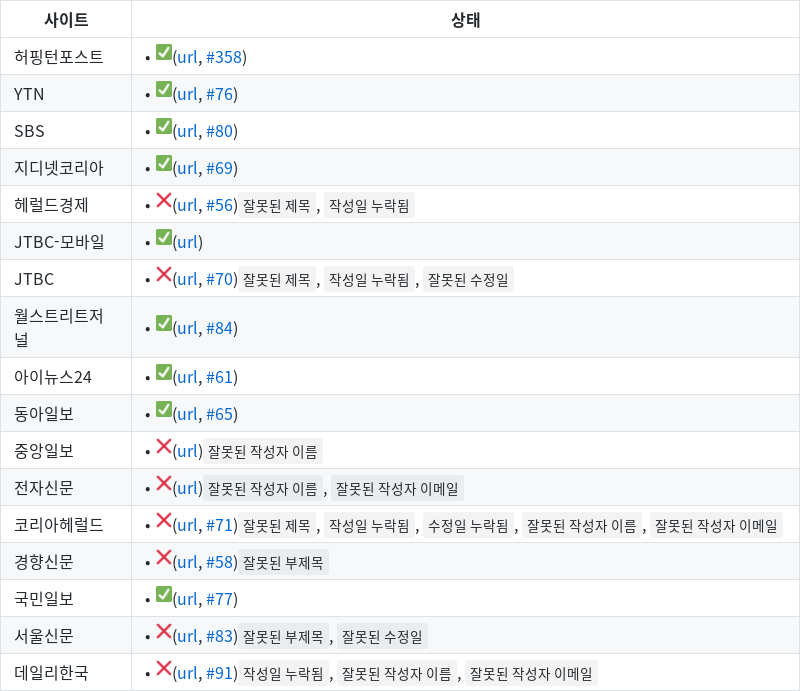 사이트 상태
허핑턴포스트 • ✅(url, #358)
YTN • ✅(url, #76)
SBS • ✅(url, #80)
지디넷코리아 • ✅(url, #69)
헤럴드경제 • ❌(url, #56) 잘못된 제목 , 작성일 누락됨
JTBC-모바일 • ✅(url)
JTBC • ❌(url, #70) 잘못된 제목 , 작성일 누락됨 , 잘못된 수정일
월스트리트저
널 • ✅(url, #84)
아이뉴스24 • ✅(url, #61)
동아일보 • ✅(url, #65)
중앙일보 • ❌(url) 잘못된 작성자 이름
전자신문 • ❌(url) 잘못된 작성자 이름 , 잘못된 작성자 이메일
코리아헤럴드 • ❌(url, #71) 잘못된 제목 , 작성일 누락됨 , 수정일 누락됨 , 잘못된 작성자 이름 , 잘못된 작성자 이메일
경향신문 • ❌(url, #58) 잘못된 부제목
국민일보 • ✅(url, #77)
서울신문 • ❌(url, #83) 잘못된 부제목 , 잘못된 수정일
데일리한국 • ❌(url, #91) 작성일 누락됨 , 잘못된 작성자 이름 , 잘못된 작성자 이메일